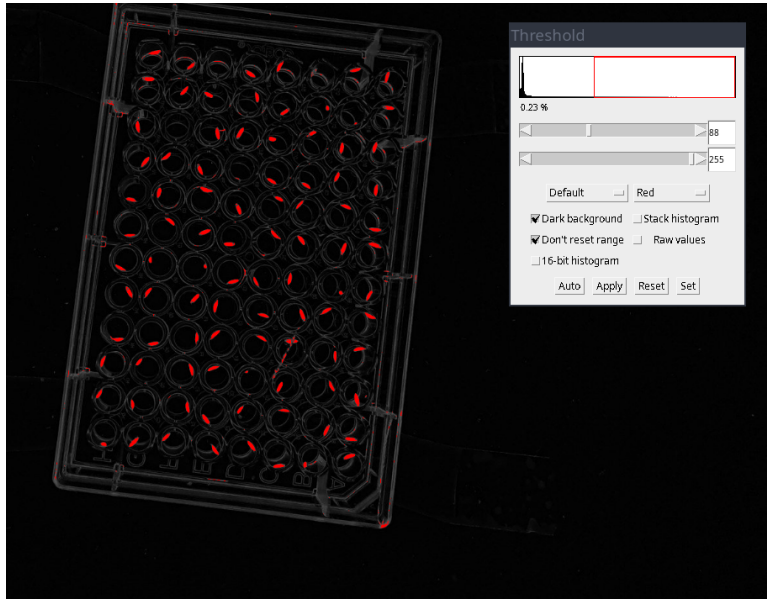 Threshold
0.23 %
88
255
Default Red
Dark background Stack histogram
Don't reset range Raw values
16-bit histogram
Auto Apply Reset Set
H G F E D C B A